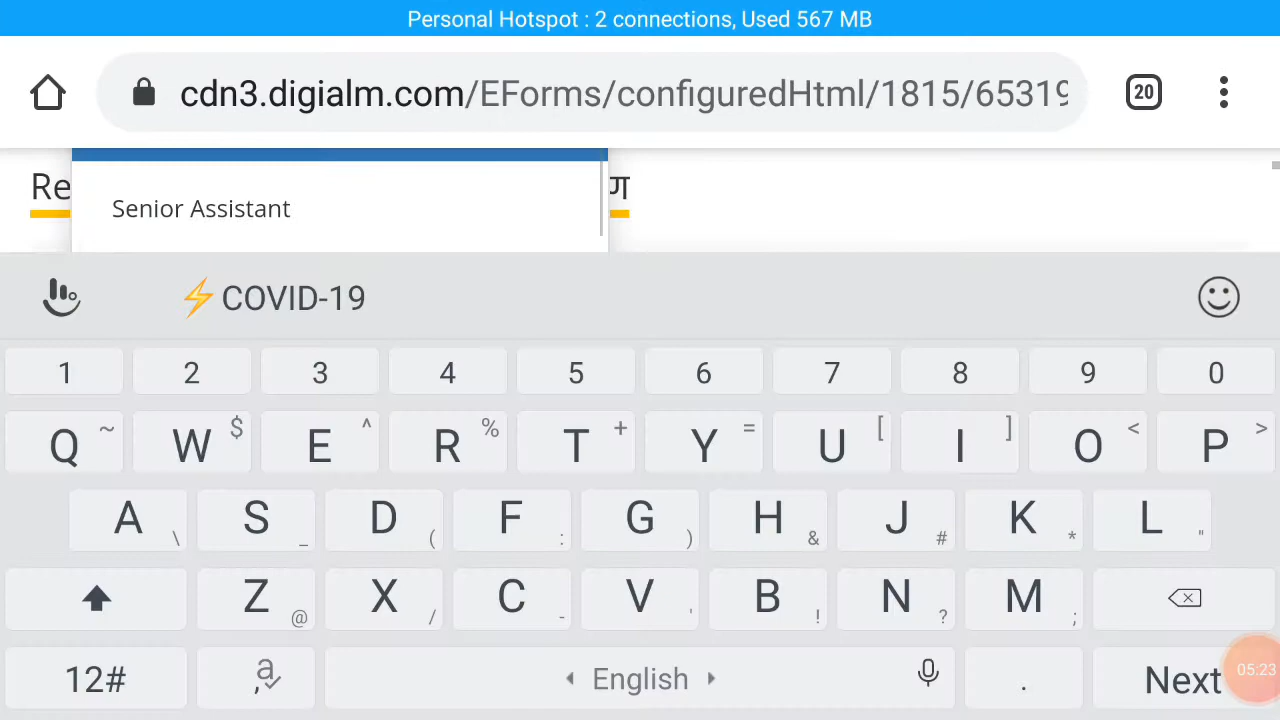 Personal Hotspot : 2 connections, Used 567 MB
cdn3.digialm.com/EForms/configuredHtml/1815/65319
20
Re
Senior Assistant
⚡COVID-19
1 2 3 4 5 6 7 8 9 0
Q ~ W $ E ^ R % T + Y = U [ I ] O < P >
A \ S _ D ( F : G ) H & J # K * L "
Z @ X / C - V ' B ! N ? M ;
12# , a English . Next
05:23